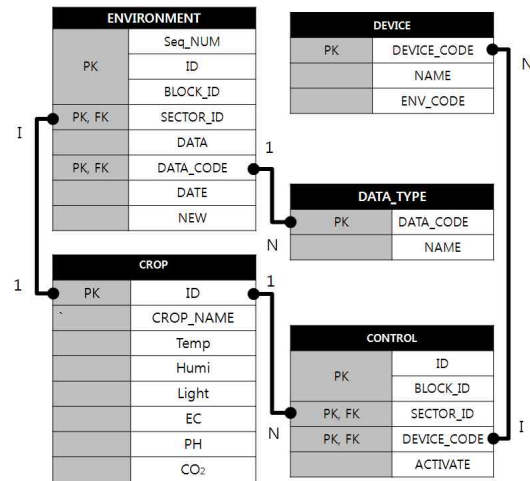 ENVIRONMENT
PK
Seq_NUM
ID
BLOCK_ID
PK, FK SECTOR_ID
DATA
PK, FK DATA_CODE
DATE
NEW
DEVICE
PK DEVICE_CODE
NAME
ENV_CODE
N
I
1
1
N
DATA_TYPE
PK DATA_CODE
NAME
CROP
PK ID
` CROP_NAME
Temp
Humi
Light
EC
PH
CO₂
1
N
CONTROL
PK
ID
BLOCK_ID
PK, FK SECTOR_ID
PK, FK DEVICE_CODE
ACTIVATE
I